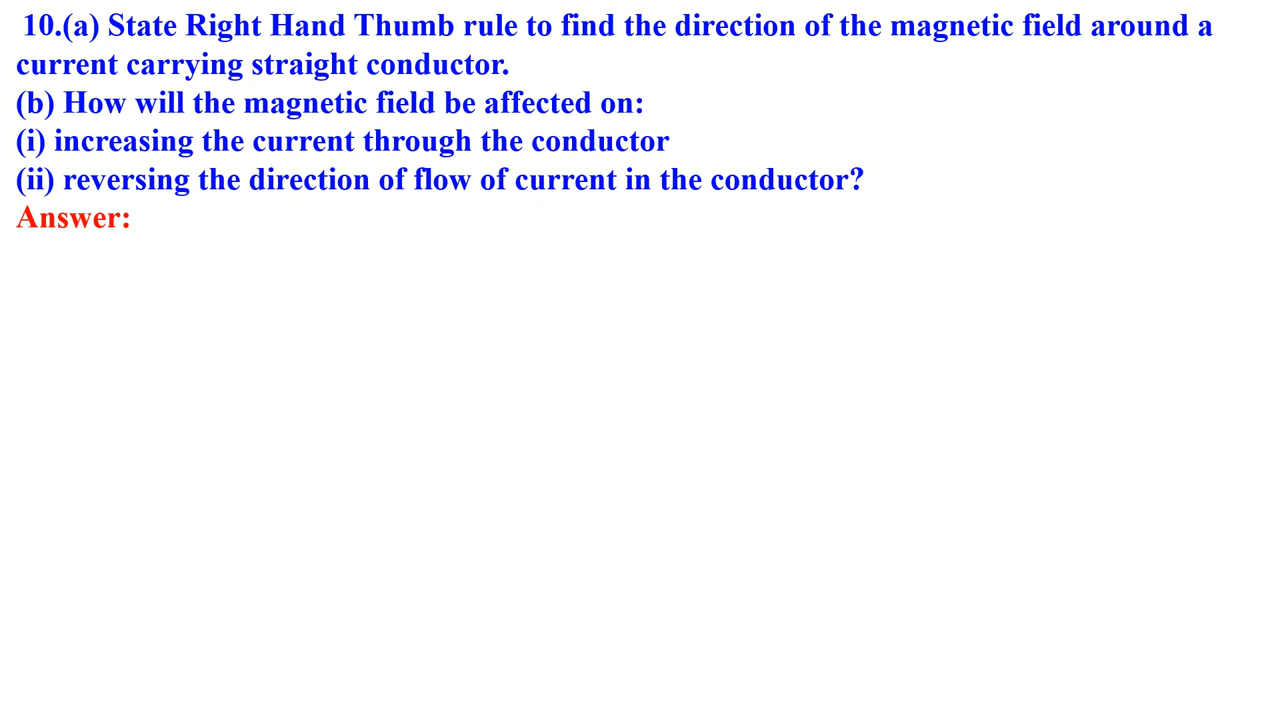 10.(a) State Right Hand Thumb rule to find the direction of the magnetic field around a
current carrying straight conductor.
(b) How will the magnetic field be affected on:
(i) increasing the current through the conductor
(ii) reversing the direction of flow of current in the conductor?
Answer: